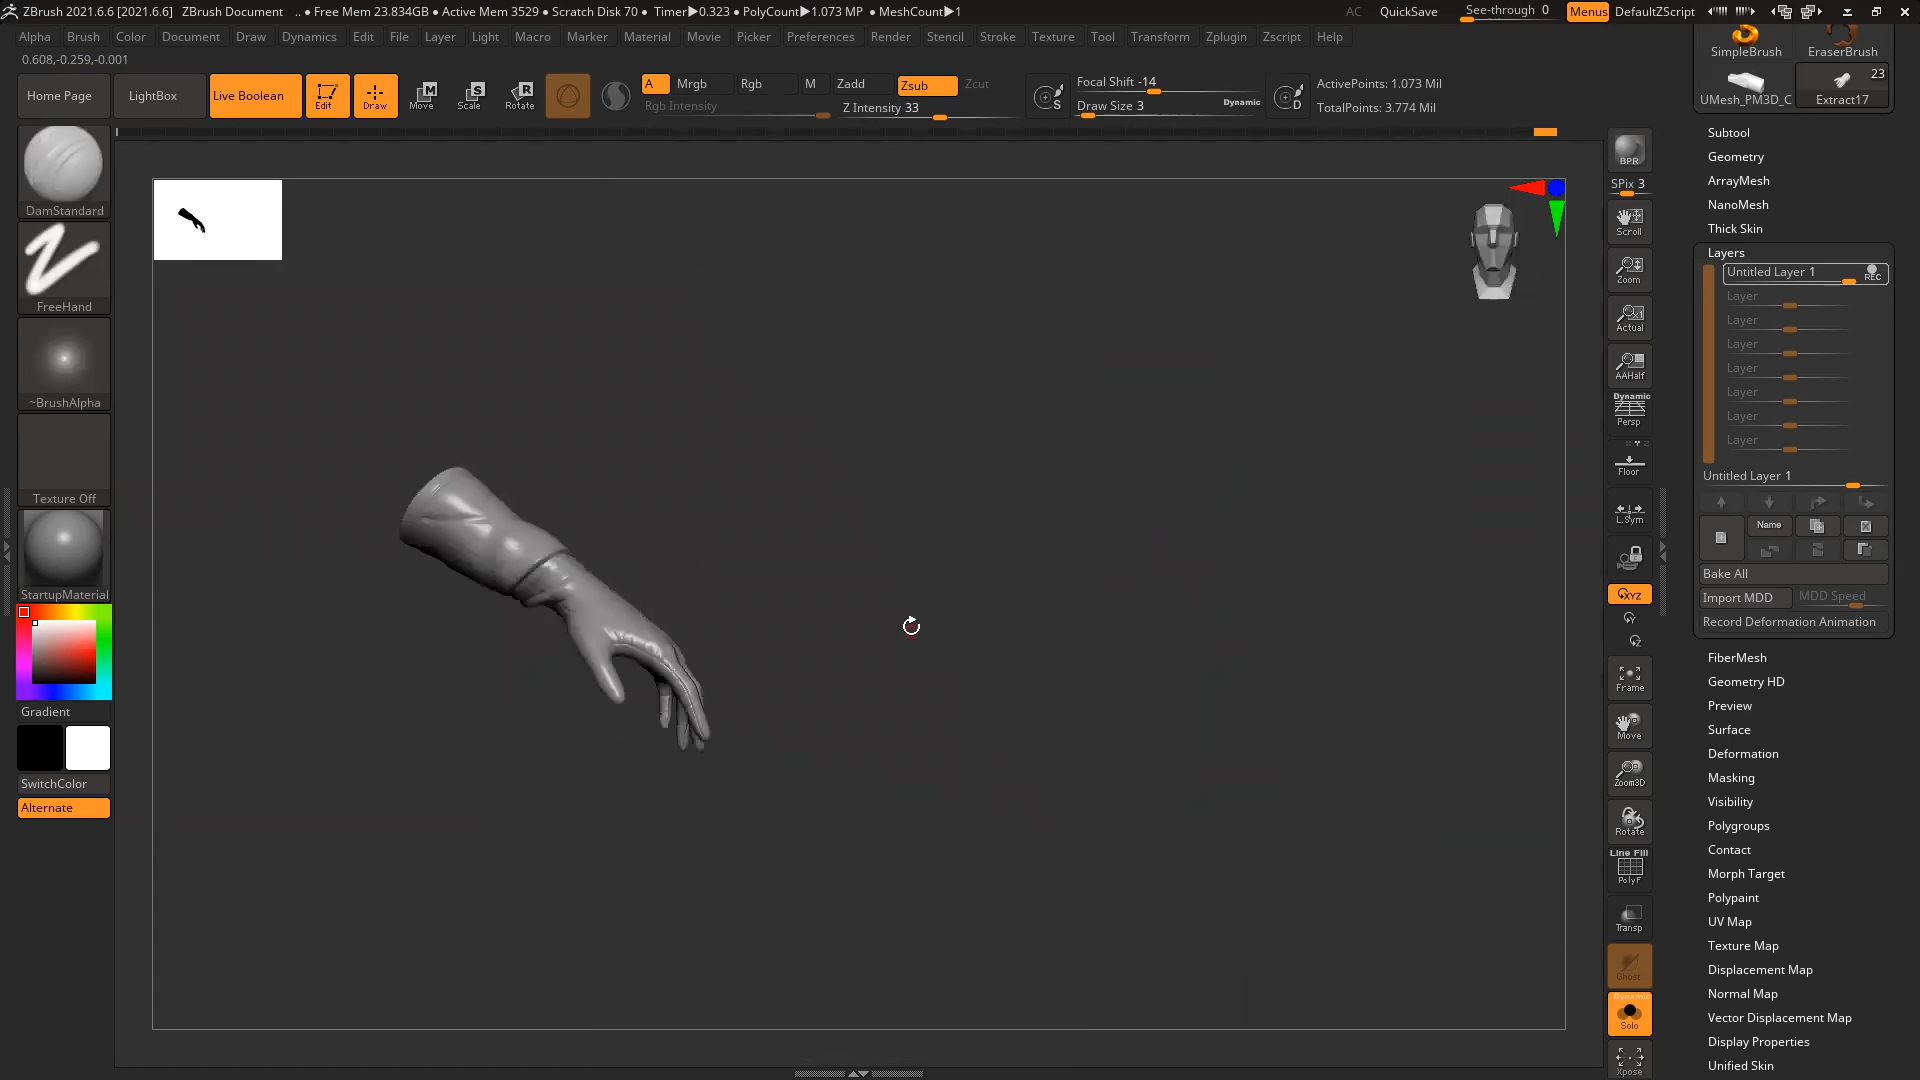 ZBrush 2021.6.6 [2021.6.6] ZBrush Document .. • Free Mem 23.834GB • Active Mem 3529 • Scratch Disk 70 • Timer▶0.323 • PolyCount▶1.073 MP • MeshCount▶1 AC QuickSave See-through 0 Menus DefaultZScript
Alpha Brush Color Document Draw Dynamics Edit File Layer Light Macro Marker Material Movie Picker Preferences Render Stencil Stroke Texture Tool Transform Zplugin Zscript Help
0.608,-0.259,-0.001
Home Page LightBox Live Boolean Edit Draw Move Scale Rotate A Mrgb Rgb M Zadd Zsub Zcut Focal Shift -14 ActivePoints: 1.073 Mil
Rgb Intensity Z Intensity 33 S Draw Size 3 Dynamic D TotalPoints: 3.774 Mil
SimpleBrush EraserBrush
UMesh_PM3D_C 23 Extract17
DamStandard
FreeHand
~BrushAlpha
Texture Off
StartupMaterial
Gradient
SwitchColor
Alternate
BPR
SPix 3
Scroll
Zoom
Actual
AAHalf
Dynamic
Persp
Floor
L.Sym
XYZ
Y
Z
Frame
Move
Zoom3D
Rotate
Line Fill
PolyF
Transp
Ghost
Dynamic
Solo
Xpose
Subtool
Geometry
ArrayMesh
NanoMesh
Thick Skin
Layers
Untitled Layer 1 REC
Layer
Layer
Layer
Layer
Layer
Layer
Layer
Untitled Layer 1
Name
Bake All
Import MDD MDD Speed
Record Deformation Animation
FiberMesh
Geometry HD
Preview
Surface
Deformation
Masking
Visibility
Polygroups
Contact
Morph Target
Polypaint
UV Map
Texture Map
Displacement Map
Normal Map
Vector Displacement Map
Display Properties
Unified Skin